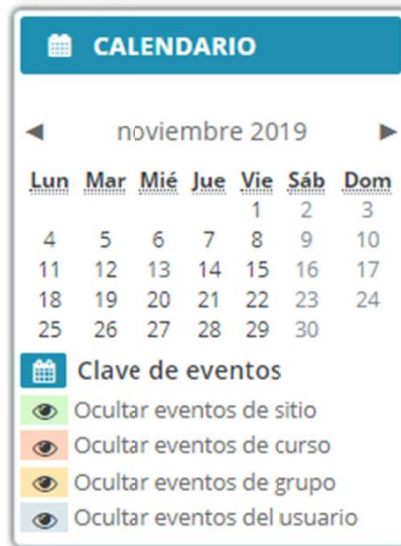 CALENDARIO
◄ noviembre 2019 ►
Lun Mar Mié Jue Vie Sáb Dom
1 2 3
4 5 6 7 8 9 10
11 12 13 14 15 16 17
18 19 20 21 22 23 24
25 26 27 28 29 30
Clave de eventos
Ocultar eventos de sitio
Ocultar eventos de curso
Ocultar eventos de grupo
Ocultar eventos del usuario